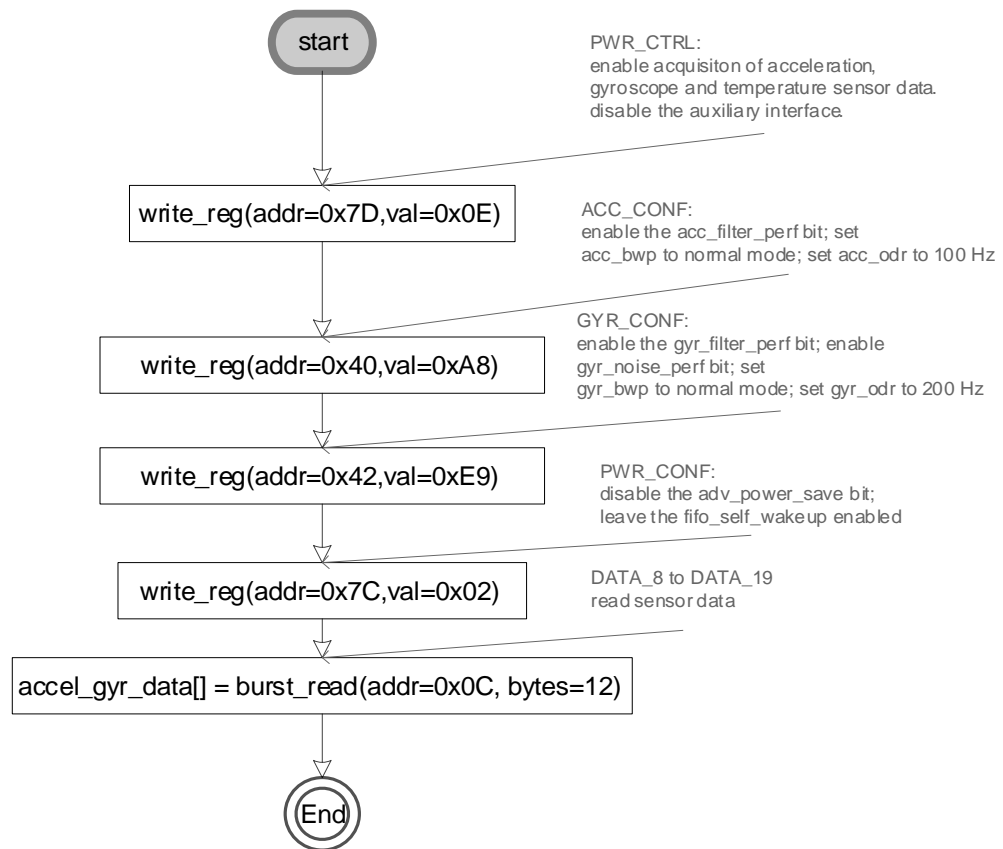 start
PWR_CTRL:
enable acquisiton of acceleration,
gyroscope and temperature sensor data.
disable the auxiliary interface.
write_reg(addr=0x7D,val=0x0E)
ACC_CONF:
enable the acc_filter_perf bit; set
acc_bwp to normal mode; set acc_odr to 100 Hz
write_reg(addr=0x40,val=0xA8)
GYR_CONF:
enable the gyr_filter_perf bit; enable
gyr_noise_perf bit; set
gyr_bwp to normal mode; set gyr_odr to 200 Hz
write_reg(addr=0x42,val=0xE9)
PWR_CONF:
disable the adv_power_save bit;
leave the fifo_self_wakeup enabled
write_reg(addr=0x7C,val=0x02)
DATA_8 to DATA_19
read sensor data
accel_gyr_data[] = burst_read(addr=0x0C, bytes=12)
End